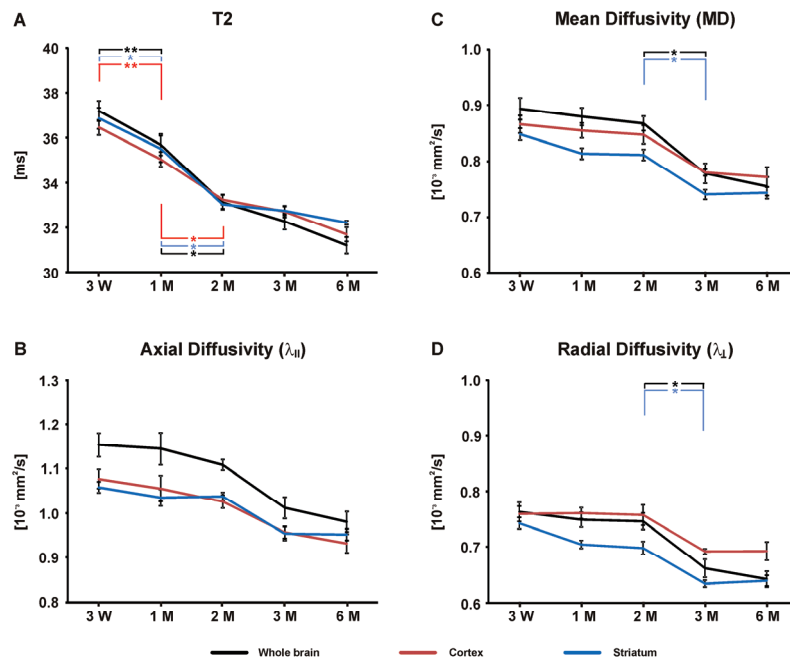 A
T2
40
38
36
34
33
32
30
[ms]
**
*
**
*
*
*
3 W 1 M 2 M 3 M 6 M
C
Mean Diffusivity (MD)
1.0
0.9
0.8
0.7
0.6
[10⁻³ mm²/s]
*
*
3 W 1 M 2 M 3 M 6 M
B
Axial Diffusivity (λ||)
1.3
1.2
1.1
1.0
0.9
0.8
[10⁻³ mm²/s]
3 W 1 M 2 M 3 M 6 M
D
Radial Diffusivity (λ⊥)
1.0
0.9
0.8
0.7
0.6
[10⁻³ mm²/s]
*
*
3 W 1 M 2 M 3 M 6 M
Whole brain Cortex Striatum